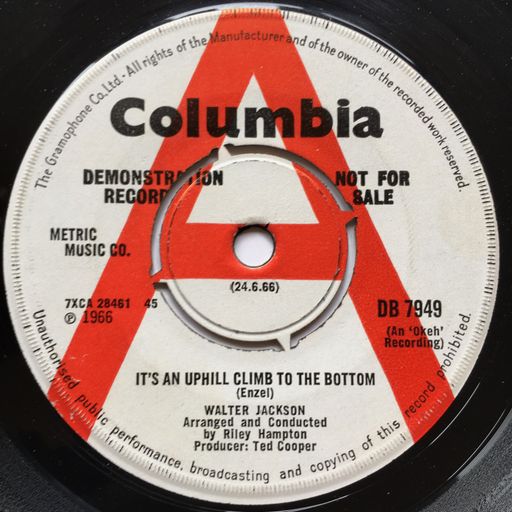 The Gramophone Co. Ltd.· All rights of the Manufacturer and of the owner of the recorded work reserved.
Columbia
DEMONSTRATION RECORD
NOT FOR SALE
METRIC
MUSIC CO.
(24.6.66)
7XCA 28461 45
℗ 1966
DB 7949
(An 'Okeh'
Recording)
IT'S AN UPHILL CLIMB TO THE BOTTOM
(Enzel)
WALTER JACKSON
Arranged and Conducted
by Riley Hampton
Producer: Ted Cooper
Unauthorised public performance, broadcasting and copying of this record prohibited.
A